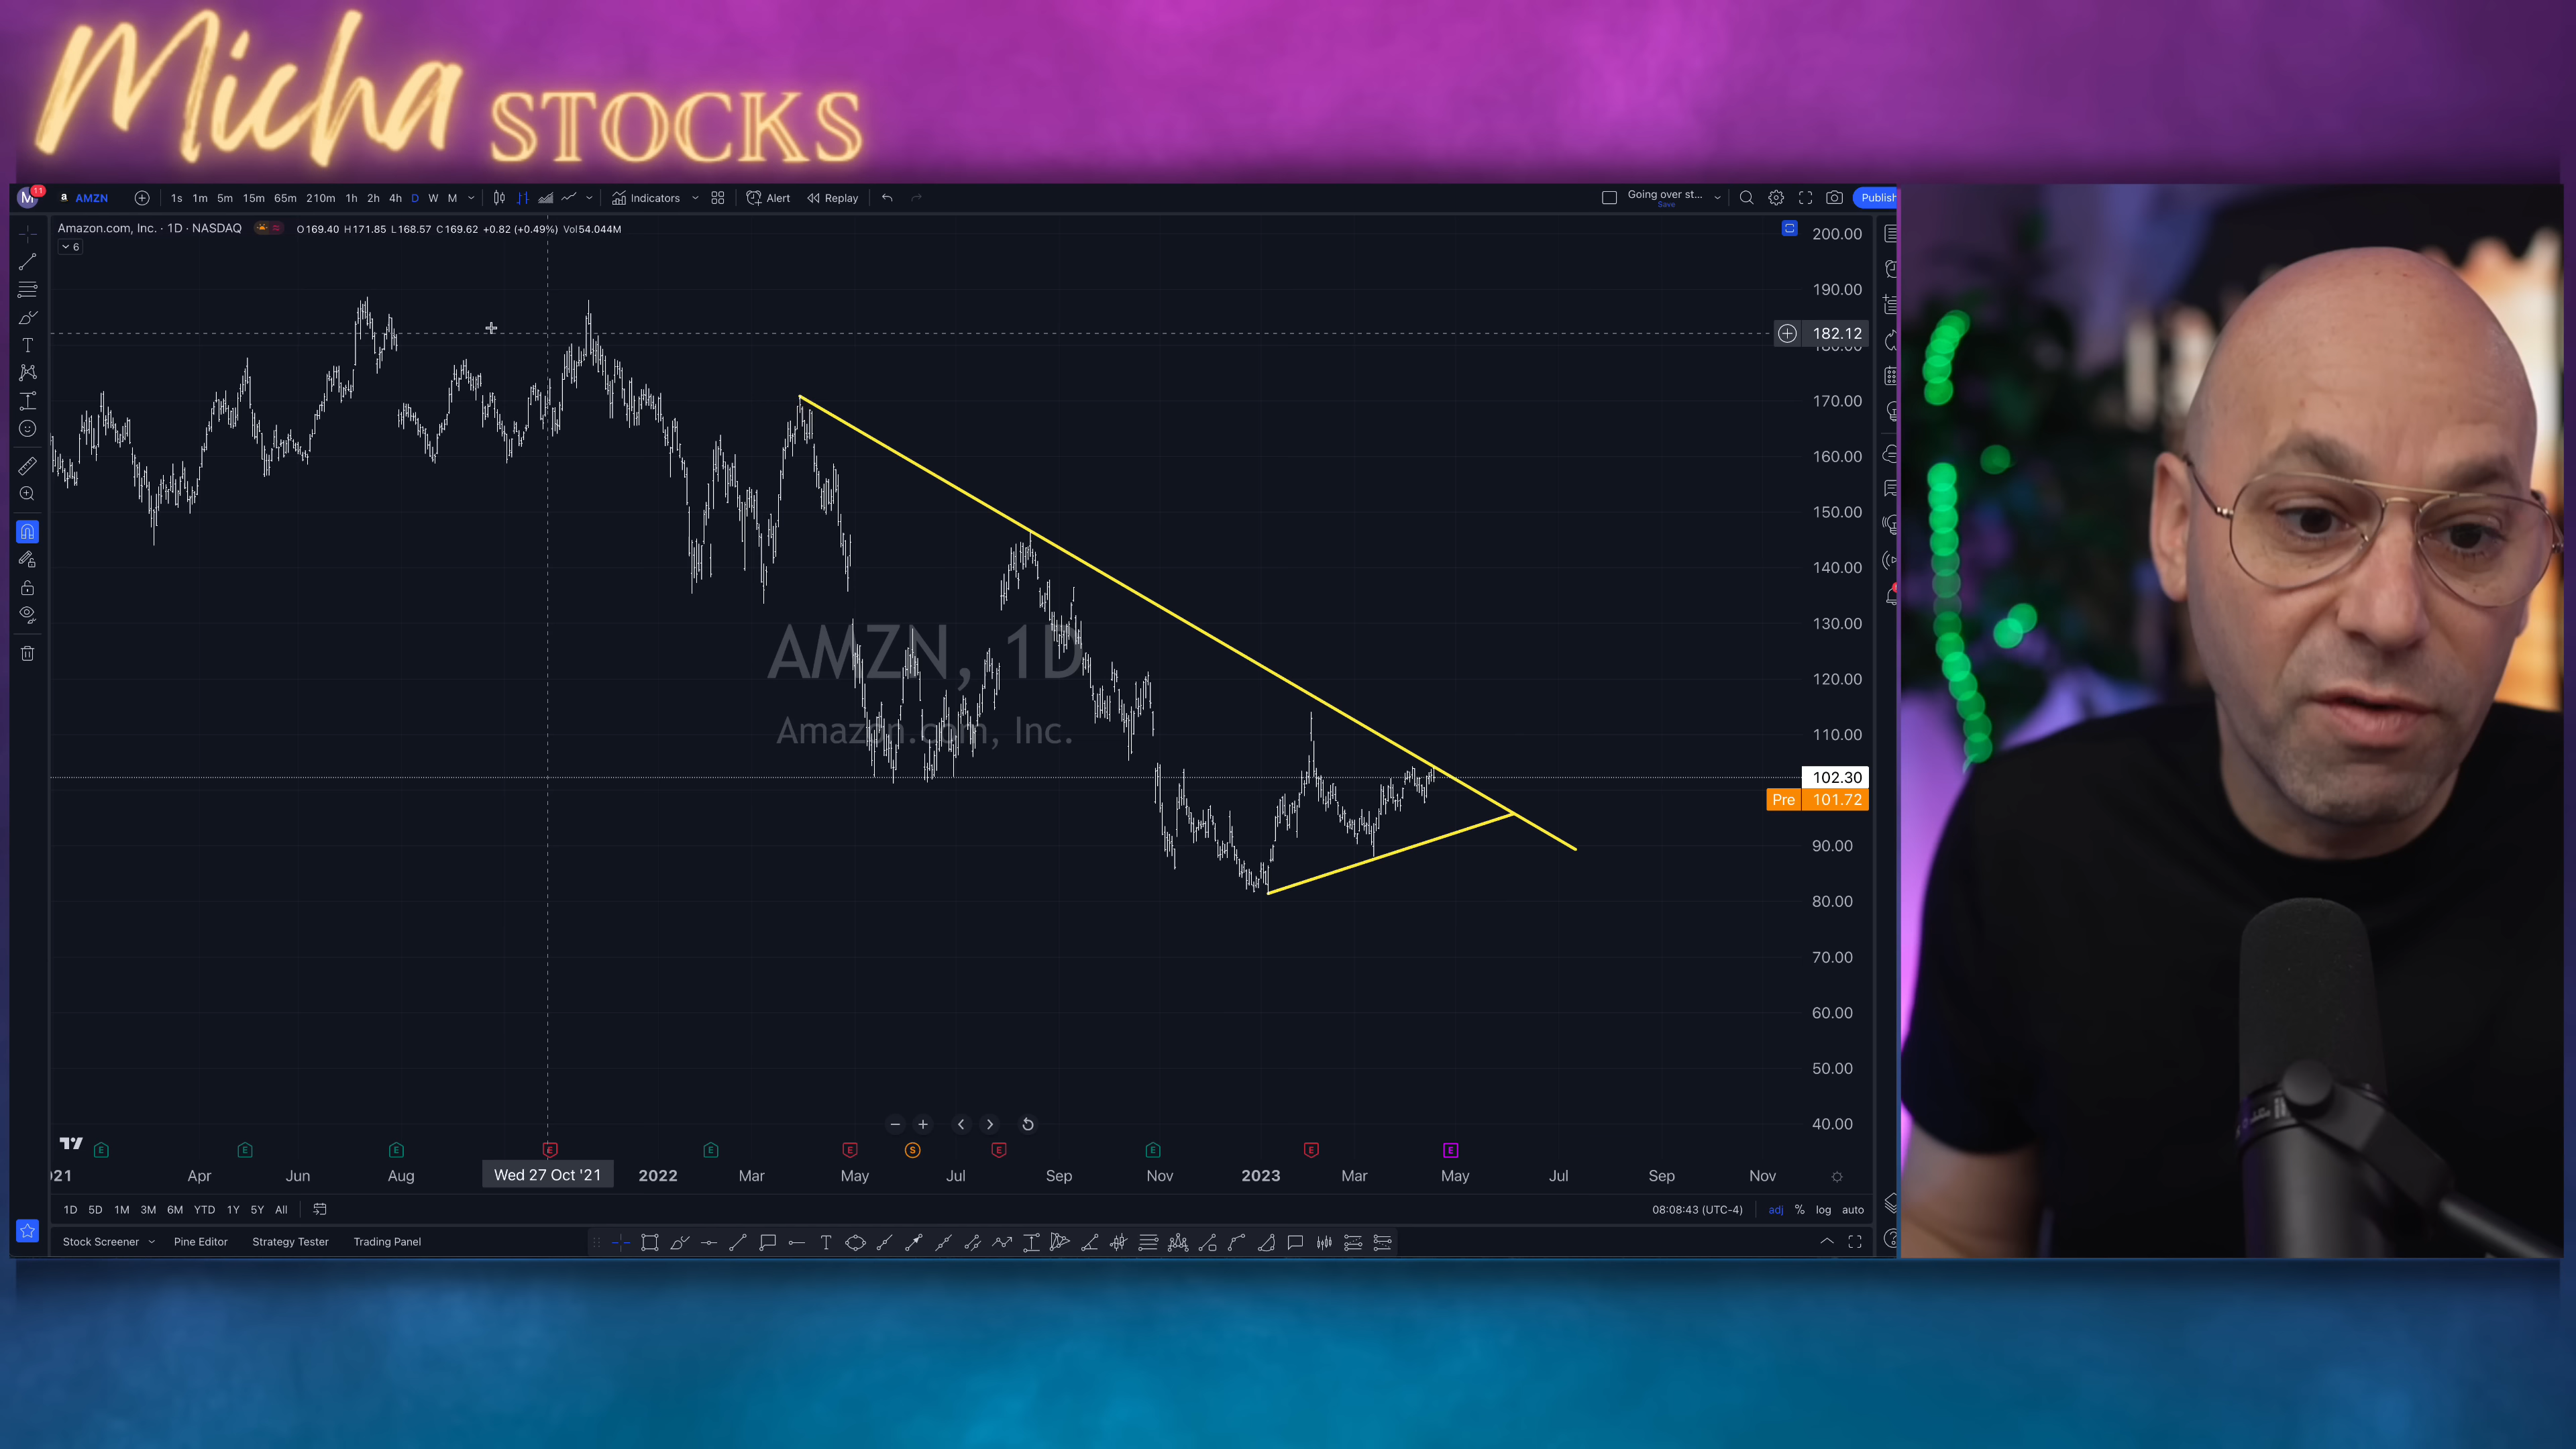 Micha STOCKS
M 11 a AMZN 1s 1m 5m 15m 65m 210m 1h 2h 4h D W M Indicators Alert Replay Going over st... Save Publish
Amazon.com, Inc. · 1D · NASDAQ O169.40 H171.85 L168.57 C169.62 +0.82 (+0.49%) Vol54.044M
6
200.00
190.00
182.12
170.00
160.00
150.00
140.00
130.00
AMZN, 1D
120.00
Amazon.com, Inc.
110.00
102.30
Pre 101.72
90.00
80.00
70.00
60.00
50.00
40.00
E E E E E E S E E E E
021 Apr Jun Aug Wed 27 Oct '21 2022 Mar May Jul Sep Nov 2023 Mar May Jul Sep Nov
1D 5D 1M 3M 6M YTD 1Y 5Y All 08:08:43 (UTC-4) adj % log auto
Stock Screener Pine Editor Strategy Tester Trading Panel